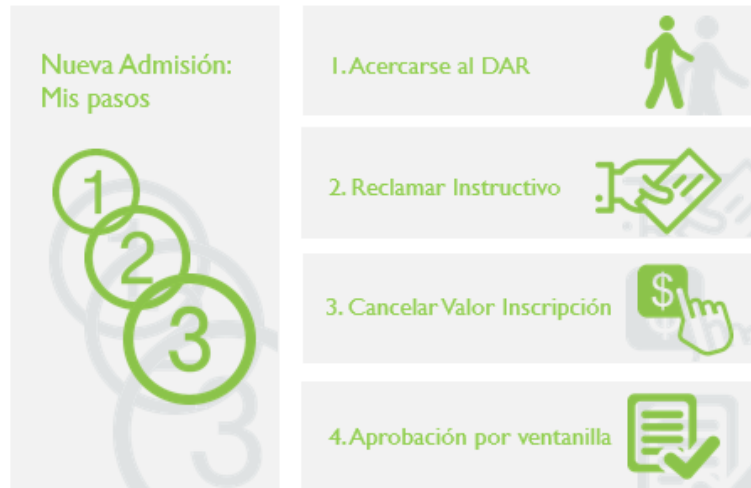 Nueva Admisión:
Mis pasos
1
2
3
3
1. Acercarse al DAR
2. Reclamar Instructivo
3. Cancelar Valor Inscripción
$
$
4. Aprobación por ventanilla